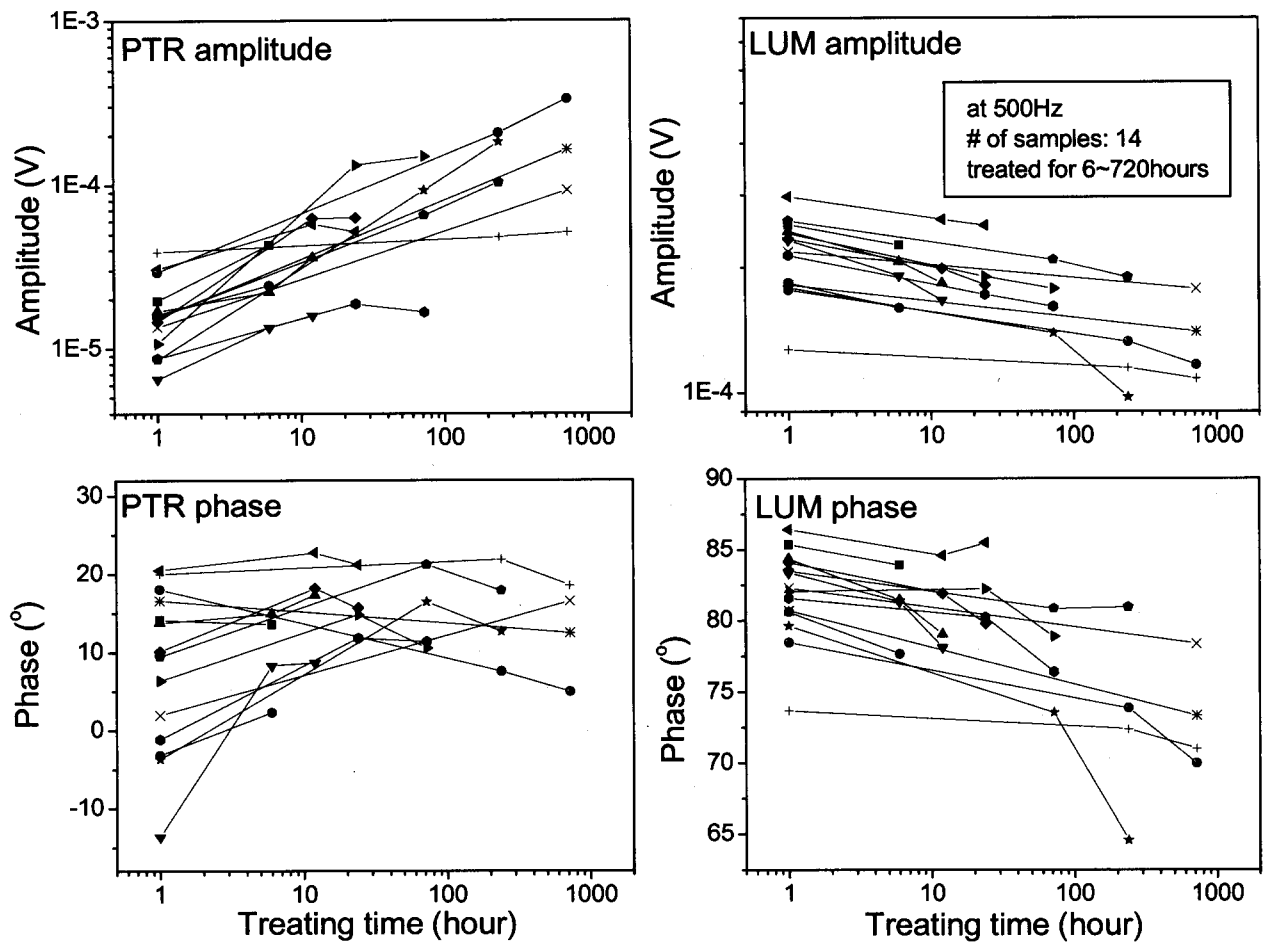 PTR amplitude
1E-3
1E-4
1E-5
Amplitude (V)
1 10 100 1000
LUM amplitude
at 500Hz
# of samples: 14
treated for 6~720hours
Amplitude (V)
1E-4
1 10 100 1000
PTR phase
30
20
10
0
-10
Phase (°)
1 10 100 1000
Treating time (hour)
LUM phase
90
85
80
75
70
65
Phase (°)
1 10 100 1000
Treating time (hour)